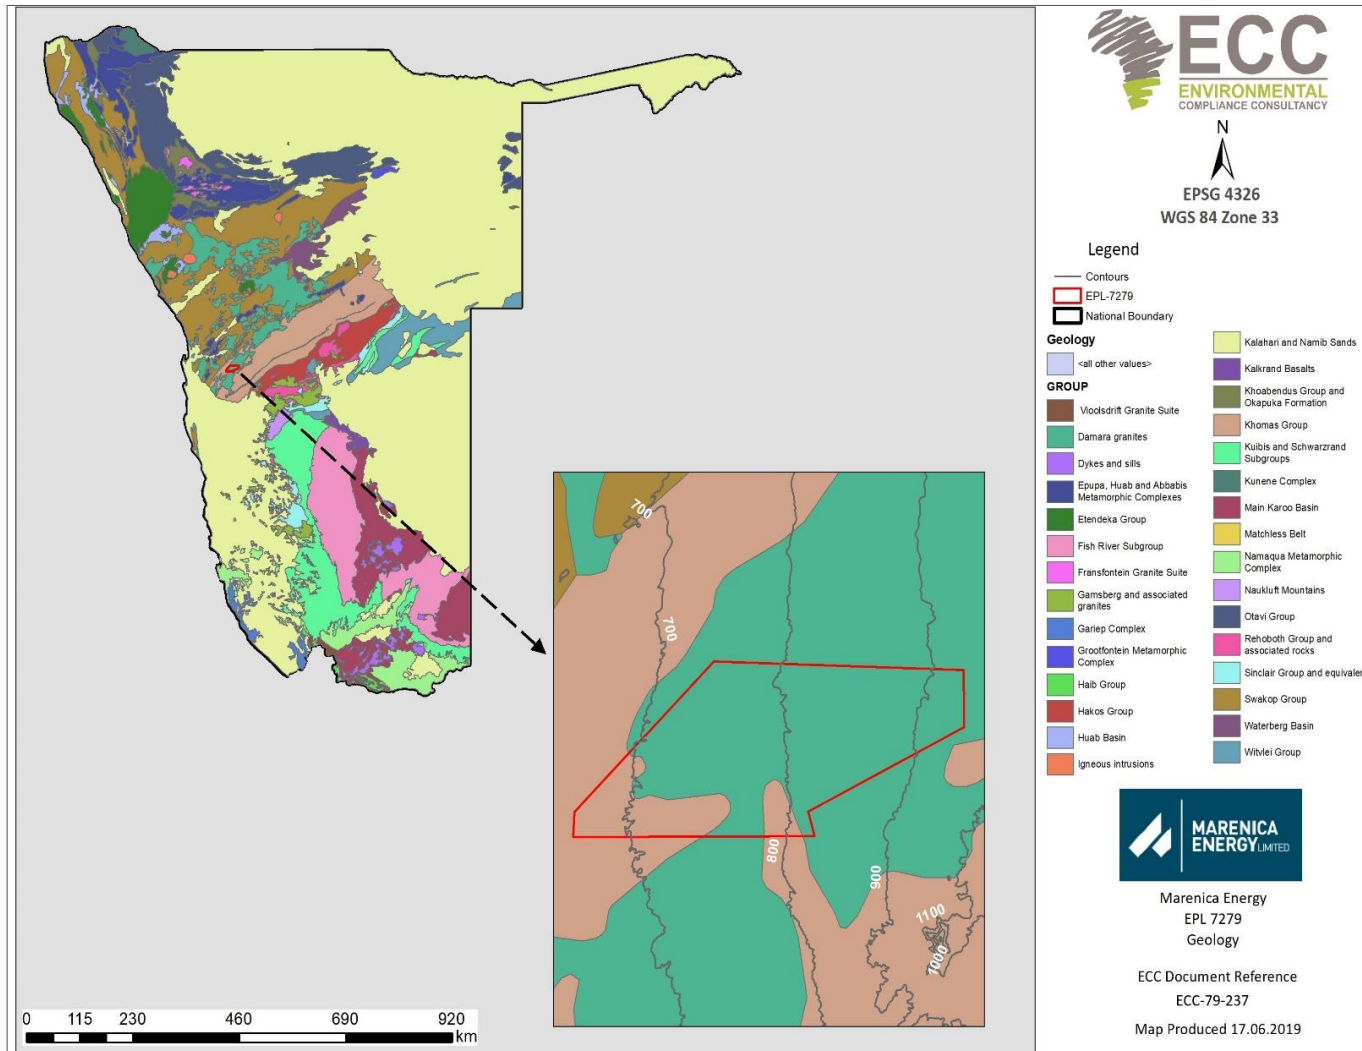 ECC
ENVIRONMENTAL
COMPLIANCE CONSULTANCY
N
EPSG 4326
WGS 84 Zone 33
Legend
Contours
EPL-7279
National Boundary
Geology
<all other values>
GROUP
Vioolsdrift Granite Suite
Damara granites
Dykes and sills
Epupa, Huab and Abbabis
Metamorphic Complexes
Etendeka Group
Fish River Subgroup
Fransfontein Granite Suite
Gamsberg and associated
granites
Gariep Complex
Grootfontein Metamorphic
Complex
Haib Group
Hakos Group
Huab Basin
Igneous intrusions
Kalahari and Namib Sands
Kalkrand Basalts
Khoabendus Group and
Okapuka Formation
Khomas Group
Kuibis and Schwarzrand
Subgroups
Kunene Complex
Main Karoo Basin
Matchless Belt
Namaqua Metamorphic
Complex
Naukluft Mountains
Otavi Group
Rehoboth Group and
associated rocks
Sinclair Group and equivalen
Swakop Group
Waterberg Basin
Witvlei Group
700
700
800
900
1100
1000
0 115 230 460 690 920
km
MARENICA
ENERGY LIMITED
Marenica Energy
EPL 7279
Geology
ECC Document Reference
ECC-79-237
Map Produced 17.06.2019